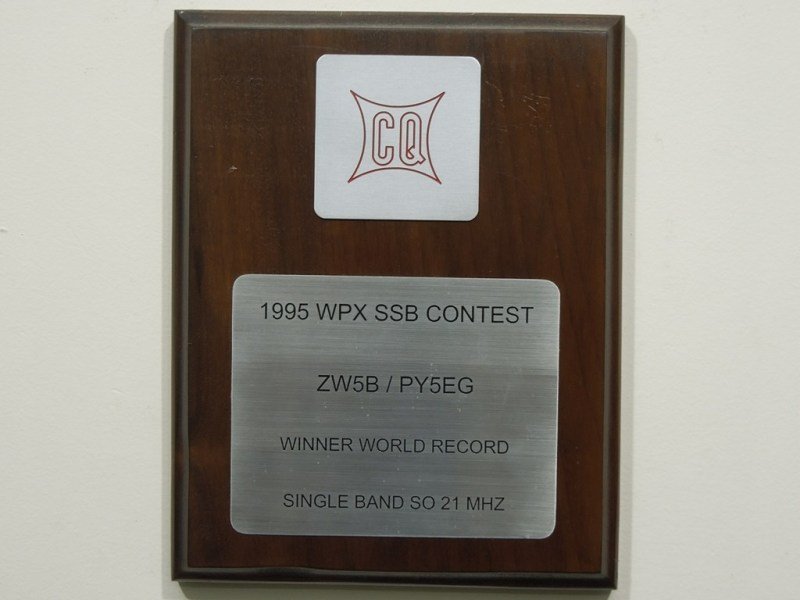 CQ
1995 WPX SSB CONTEST
ZW5B / PY5EG
WINNER WORLD RECORD
SINGLE BAND SO 21 MHZ